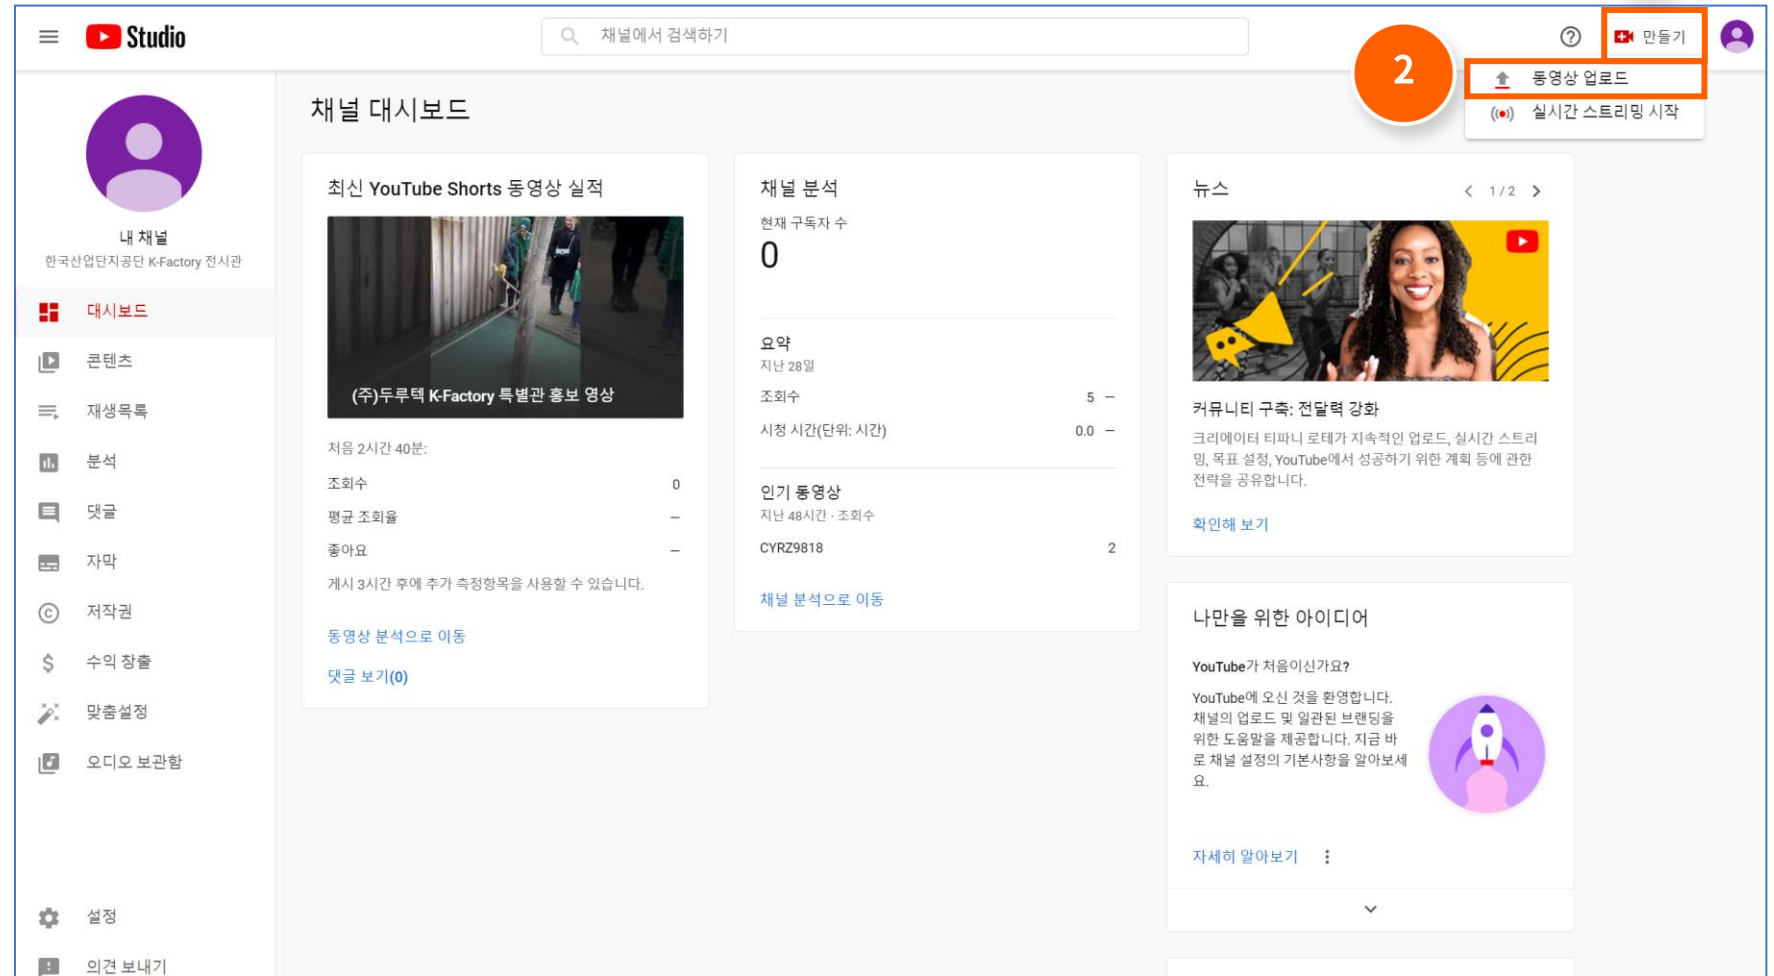 Studio
채널에서 검색하기
만들기
2
동영상 업로드
실시간 스트리밍 시작
내 채널
한국산업단지공단 K-Factory 전시관
대시보드
콘텐츠
재생목록
분석
댓글
자막
저작권
수익 창출
맞춤설정
오디오 보관함
설정
의견 보내기
채널 대시보드
최신 YouTube Shorts 동영상 실적
(주)두루텍 K-Factory 특별관 홍보 영상
처음 2시간 40분:
조회수 0
평균 조회율 –
좋아요 –
게시 3시간 후에 추가 측정항목을 사용할 수 있습니다.
동영상 분석으로 이동
댓글 보기(0)
채널 분석
현재 구독자 수
0
요약
지난 28일
조회수 5 –
시청 시간(단위: 시간) 0.0 –
인기 동영상
지난 48시간 · 조회수
CYRZ9818 2
채널 분석으로 이동
뉴스 1/2
커뮤니티 구축: 전달력 강화
크리에이터 티파니 로테가 지속적인 업로드, 실시간 스트리
밍, 목표 설정, YouTube에서 성공하기 위한 계획 등에 관한
전략을 공유합니다.
확인해 보기
나만을 위한 아이디어
YouTube가 처음이신가요?
YouTube에 오신 것을 환영합니다.
채널의 업로드 및 일관된 브랜딩을
위한 도움말을 제공합니다. 지금 바
로 채널 설정의 기본사항을 알아보세
요.
자세히 알아보기